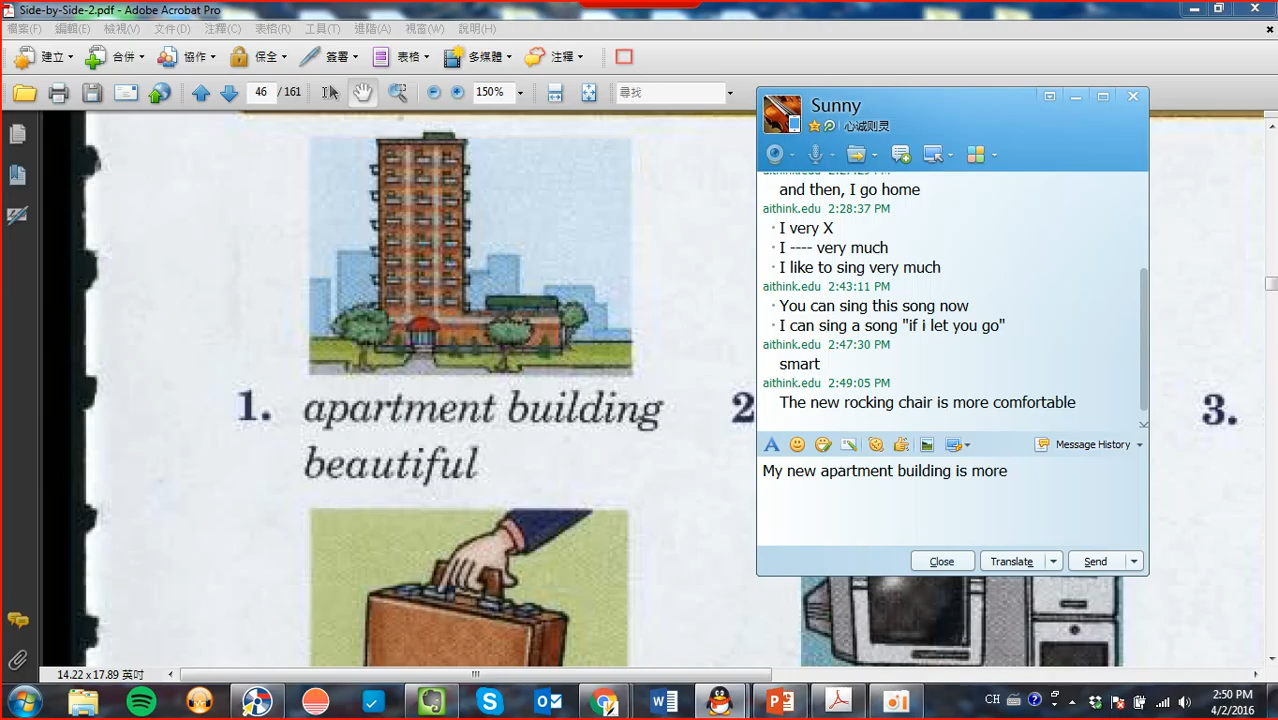 Side-by-Side-2.pdf - Adobe Acrobat Pro
檔案(F) 編輯(E) 檢視(V) 文件(D) 注釋(C) 表格(R) 工具(T) 進階(A) 視窗(W) 說明(H)
建立 合併 協作 保全 簽署 表格 多媒體 注釋
46 / 161 150% 尋找
Sunny
心诚则灵
and then, I go home
aithink.edu 2:28:37 PM
I very X
I ---- very much
I like to sing very much
aithink.edu 2:43:11 PM
You can sing this song now
I can sing a song "if i let you go"
aithink.edu 2:47:30 PM
smart
aithink.edu 2:49:05 PM
The new rocking chair is more comfortable
Message History
My new apartment building is more
Close Translate Send
1. apartment building
beautiful
2
3.
14.22 x 17.89 英吋
CH
2:50 PM
4/2/2016